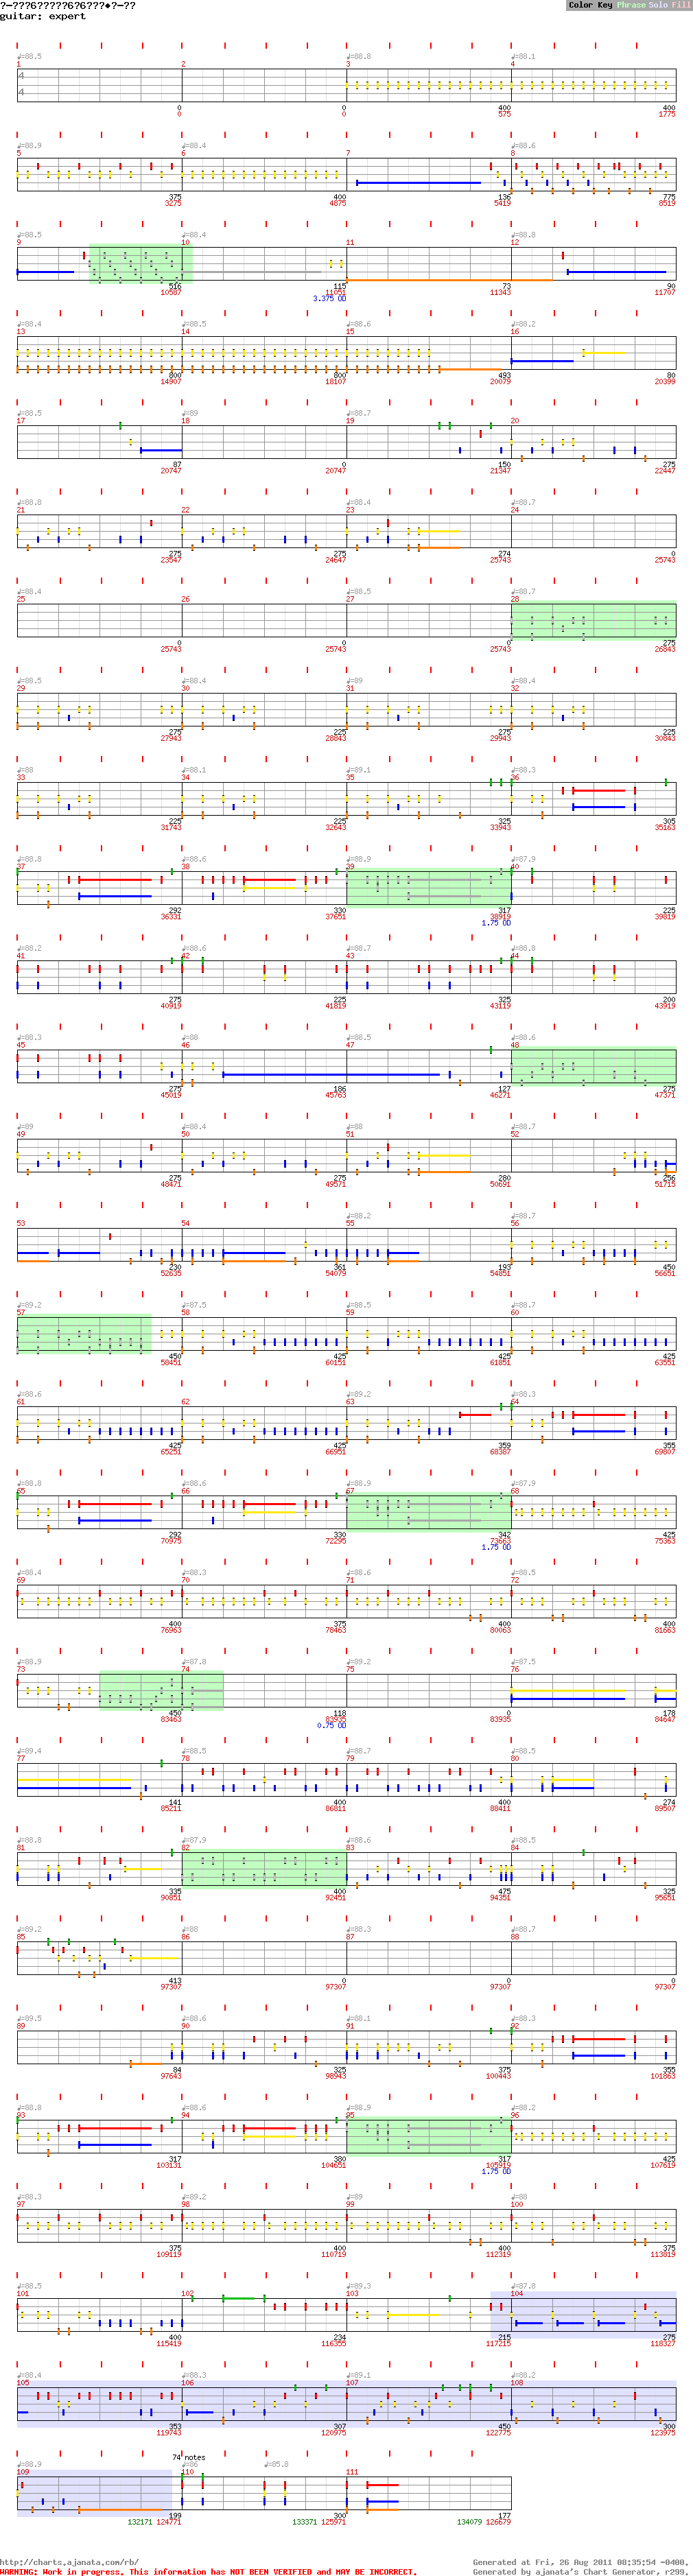 ?-???6?????6?6???♦?-??
Color Key Phrase Solo Fill
guitar: expert
♩=88.5 ♩=88.8 ♩=88.1
1 2 3 4
4
4
0 0 400 400
0 0 575 1775
♩=88.9 ♩=88.4 ♩=88.6
5 6 7 8
375 400 136 775
3275 4875 5419 8519
♩=88.5 ♩=88.4 ♩=88.8
9 10 11 12
516 115 73 90
10587 11051 11343 11707
3.375 OD
♩=88.4 ♩=88.5 ♩=88.6 ♩=88.2
13 14 15 16
800 800 493 80
14907 18107 20079 20399
♩=88.5 ♩=89 ♩=88.7
17 18 19 20
87 0 150 275
20747 20747 21347 22447
♩=88.8 ♩=88.4 ♩=88.7
21 22 23 24
275 275 274 0
23547 24647 25743 25743
♩=88.4 ♩=88.5 ♩=88.7
25 26 27 28
0 0 0 275
25743 25743 25743 26843
♩=88.5 ♩=88.4 ♩=89 ♩=88.4
29 30 31 32
275 225 275 225
27943 28843 29943 30843
♩=88 ♩=88.1 ♩=89.1 ♩=88.3
33 34 35 36
225 225 325 305
31743 32643 33943 35163
♩=88.8 ♩=88.6 ♩=88.9 ♩=87.9
37 38 39 40
292 330 317 225
36331 37651 38919 39819
1.75 OD
♩=88.2 ♩=88.6 ♩=88.7 ♩=88.8
41 42 43 44
275 225 325 200
40919 41819 43119 43919
♩=88.3 ♩=88 ♩=88.5 ♩=88.6
45 46 47 48
275 186 127 275
45019 45763 46271 47371
♩=89 ♩=88.4 ♩=88 ♩=88.7
49 50 51 52
275 275 280 256
48471 49571 50691 51715
♩=88.2 ♩=88.7
53 54 55 56
230 361 193 450
52635 54079 54851 56651
♩=89.2 ♩=87.5 ♩=88.5 ♩=88.7
57 58 59 60
450 425 425 425
58451 60151 61851 63551
♩=88.6 ♩=89.2 ♩=88.3
61 62 63 64
425 425 359 355
65251 66951 68387 69807
♩=88.8 ♩=88.6 ♩=88.9 ♩=87.9
65 66 67 68
292 330 342 425
70975 72295 73663 75363
1.75 OD
♩=88.4 ♩=88.3 ♩=88.6 ♩=88.5
69 70 71 72
400 375 400 400
76963 78463 80063 81663
♩=88.9 ♩=87.8 ♩=89.2 ♩=87.5
73 74 75 76
450 118 0 178
83463 83935 83935 84647
0.75 OD
♩=89.4 ♩=88.5 ♩=88.7 ♩=88.5
77 78 79 80
141 400 400 274
85211 86811 88411 89507
♩=88.8 ♩=87.9 ♩=88.6 ♩=88.5
81 82 83 84
335 400 475 325
90851 92451 94351 95651
♩=89.2 ♩=88 ♩=88.3 ♩=88.7
85 86 87 88
413 0 0 0
97307 97307 97307 97307
♩=89.5 ♩=88.6 ♩=88.1 ♩=88.3
89 90 91 92
84 325 375 355
97643 98943 100443 101863
♩=88.8 ♩=88.6 ♩=88.9 ♩=88.2
93 94 95 96
317 380 317 425
103131 104651 105919 107619
1.75 OD
♩=88.3 ♩=89.2 ♩=89 ♩=88
97 98 99 100
375 400 400 375
109119 110719 112319 113819
♩=88.5 ♩=89.3 ♩=87.8
101 102 103 104
400 234 215 275
115419 116355 117215 118327
♩=88.4 ♩=88.3 ♩=89.1 ♩=88.2
105 106 107 108
353 307 450 300
119743 120975 122775 123975
74 notes
♩=88.9 ♩=86 ♩=85.8
109 110 111
199 300 177
132171 124771 133371 125971 134079 126679
http://charts.ajanata.com/rb/
Generated at Fri, 26 Aug 2011 08:35:54 -0400.
WARNING: Work in progress. This information has NOT BEEN VERIFIED and MAY BE INCORRECT.
Generated by ajanata's Chart Generator, r299.